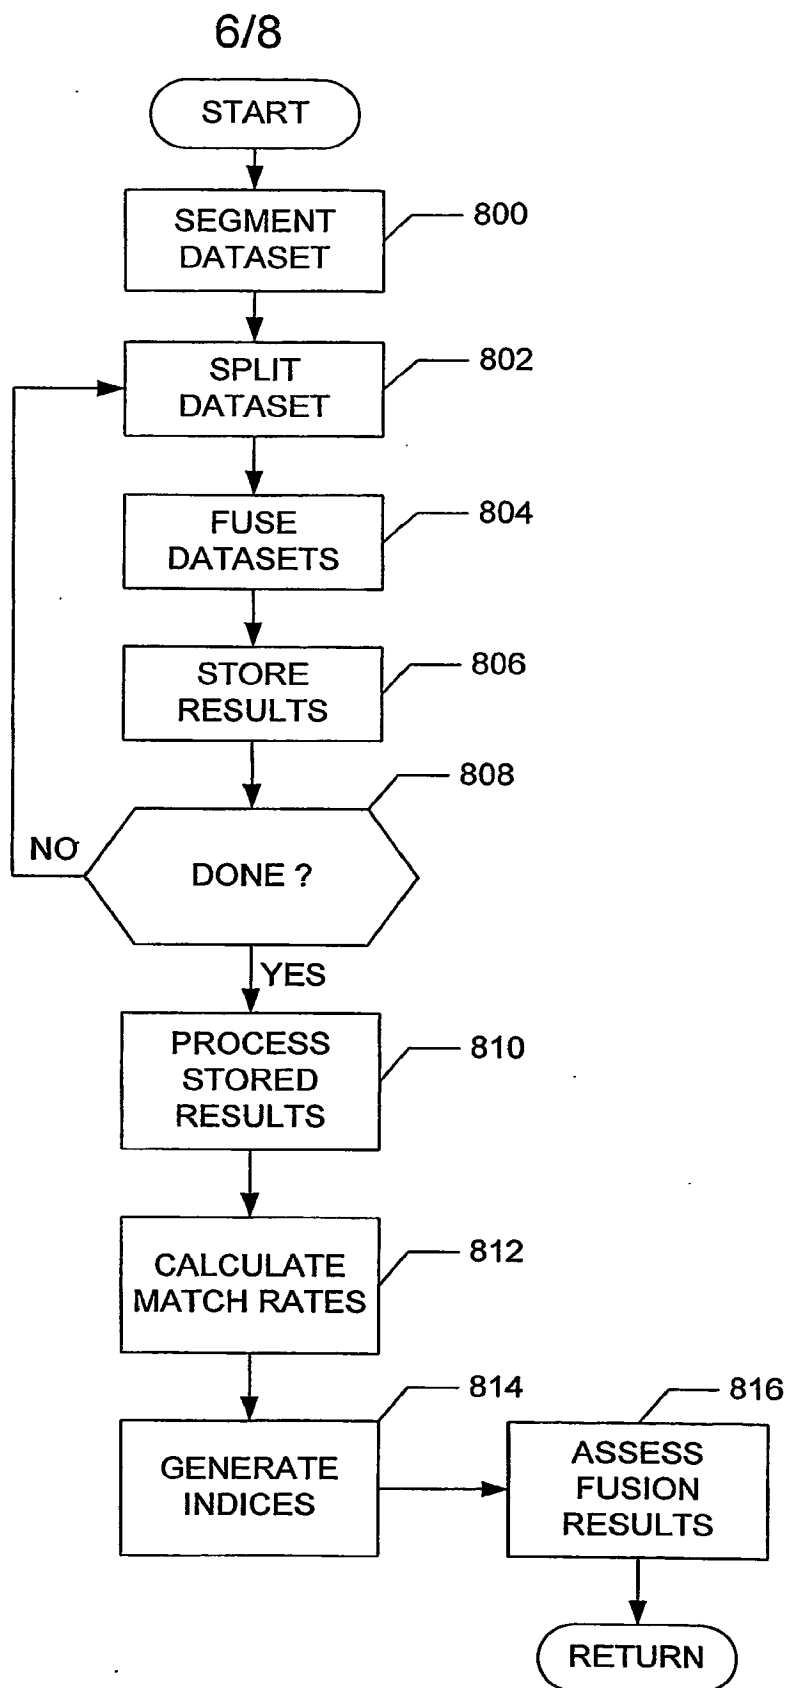 6/8
START
SEGMENT
DATASET
800
SPLIT
DATASET
802
FUSE
DATASETS
804
STORE
RESULTS
806
808
NO
DONE ?
YES
PROCESS
STORED
RESULTS
810
CALCULATE
MATCH RATES
812
814
GENERATE
INDICES
816
ASSESS
FUSION
RESULTS
RETURN